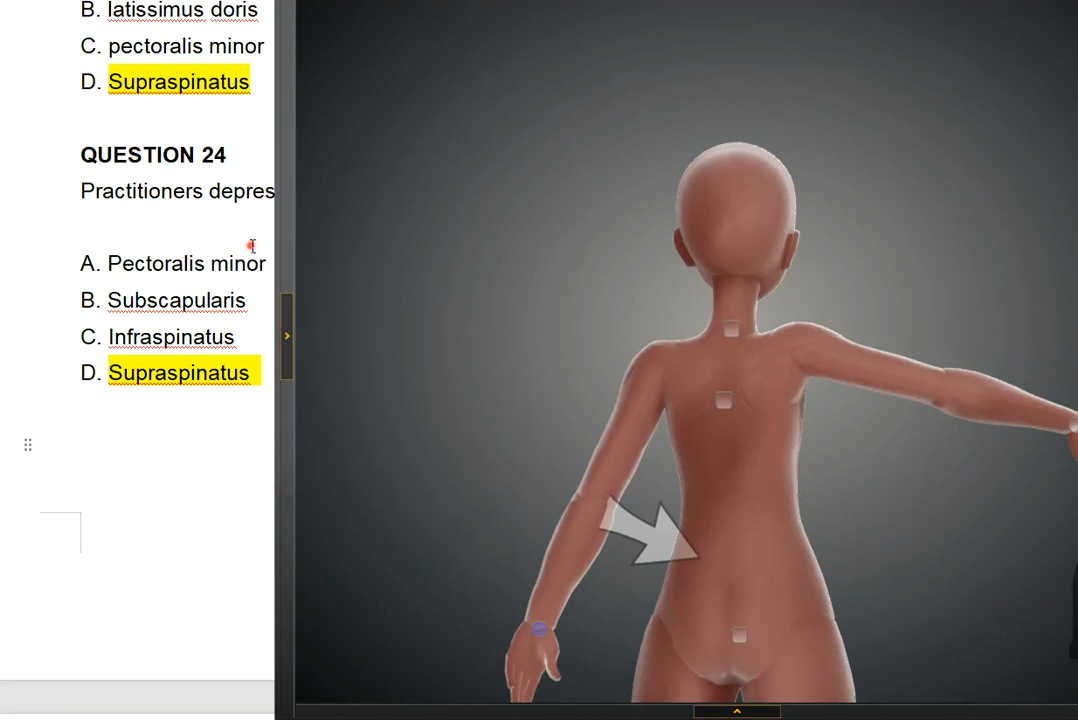 B. latissimus doris
C. pectoralis minor
D. Supraspinatus
QUESTION 24
Practitioners depres
A. Pectoralis minor
B. Subscapularis
C. Infraspinatus
D. Supraspinatus